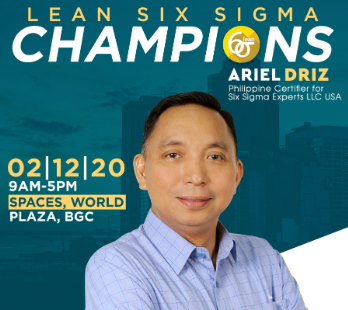 LEAN SIX SIGMA
CHAMPIONS
ARIEL DRIZ
Philippine Certifier for
Six Sigma Experts LLC USA
02|12|20
9AM-5PM
SPACES, WORLD
PLAZA, BGC